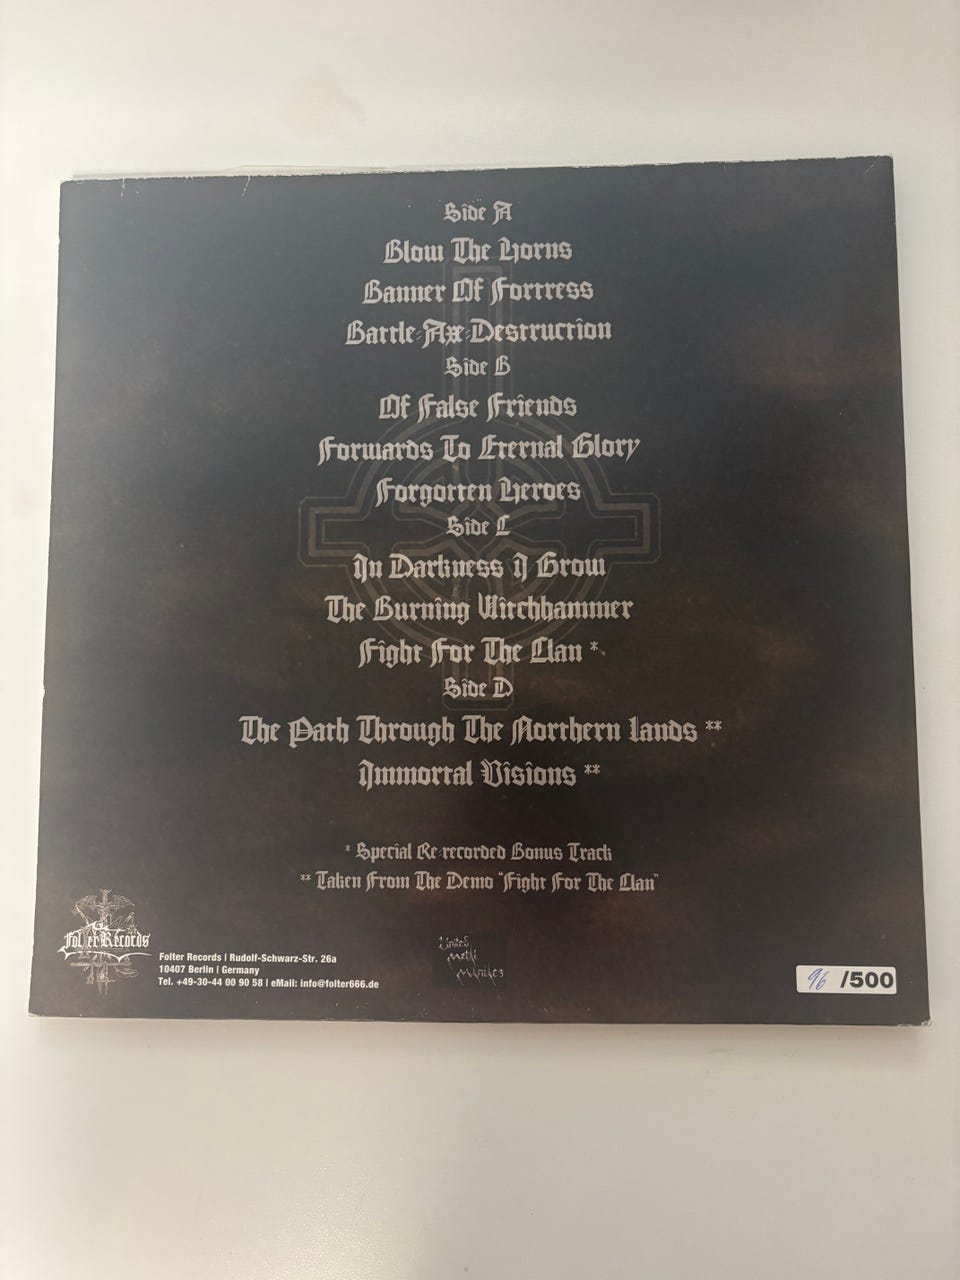 Side A
Blow The Horns
Banner Of Fortress
Battle-Axe-Destruction
Side B
Of False Friends
Forwards To Eternal Glory
Forgotten Heroes
Side C
In Darkness I Grow
The Burning Witchhammer
Fight For The Clan *
Side D
The Path Through The Northern Lands **
Immortal Visions **
* Special Re-recorded Bonus Track
** Taken From The Demo "Fight For The Clan"
Folter Records
Folter Records | Rudolf-Schwarz-Str. 26a
10407 Berlin | Germany
Tel. +49-30-44 00 90 58 | eMail: info@folter666.de
United
Metal
Maniacs
96 /500